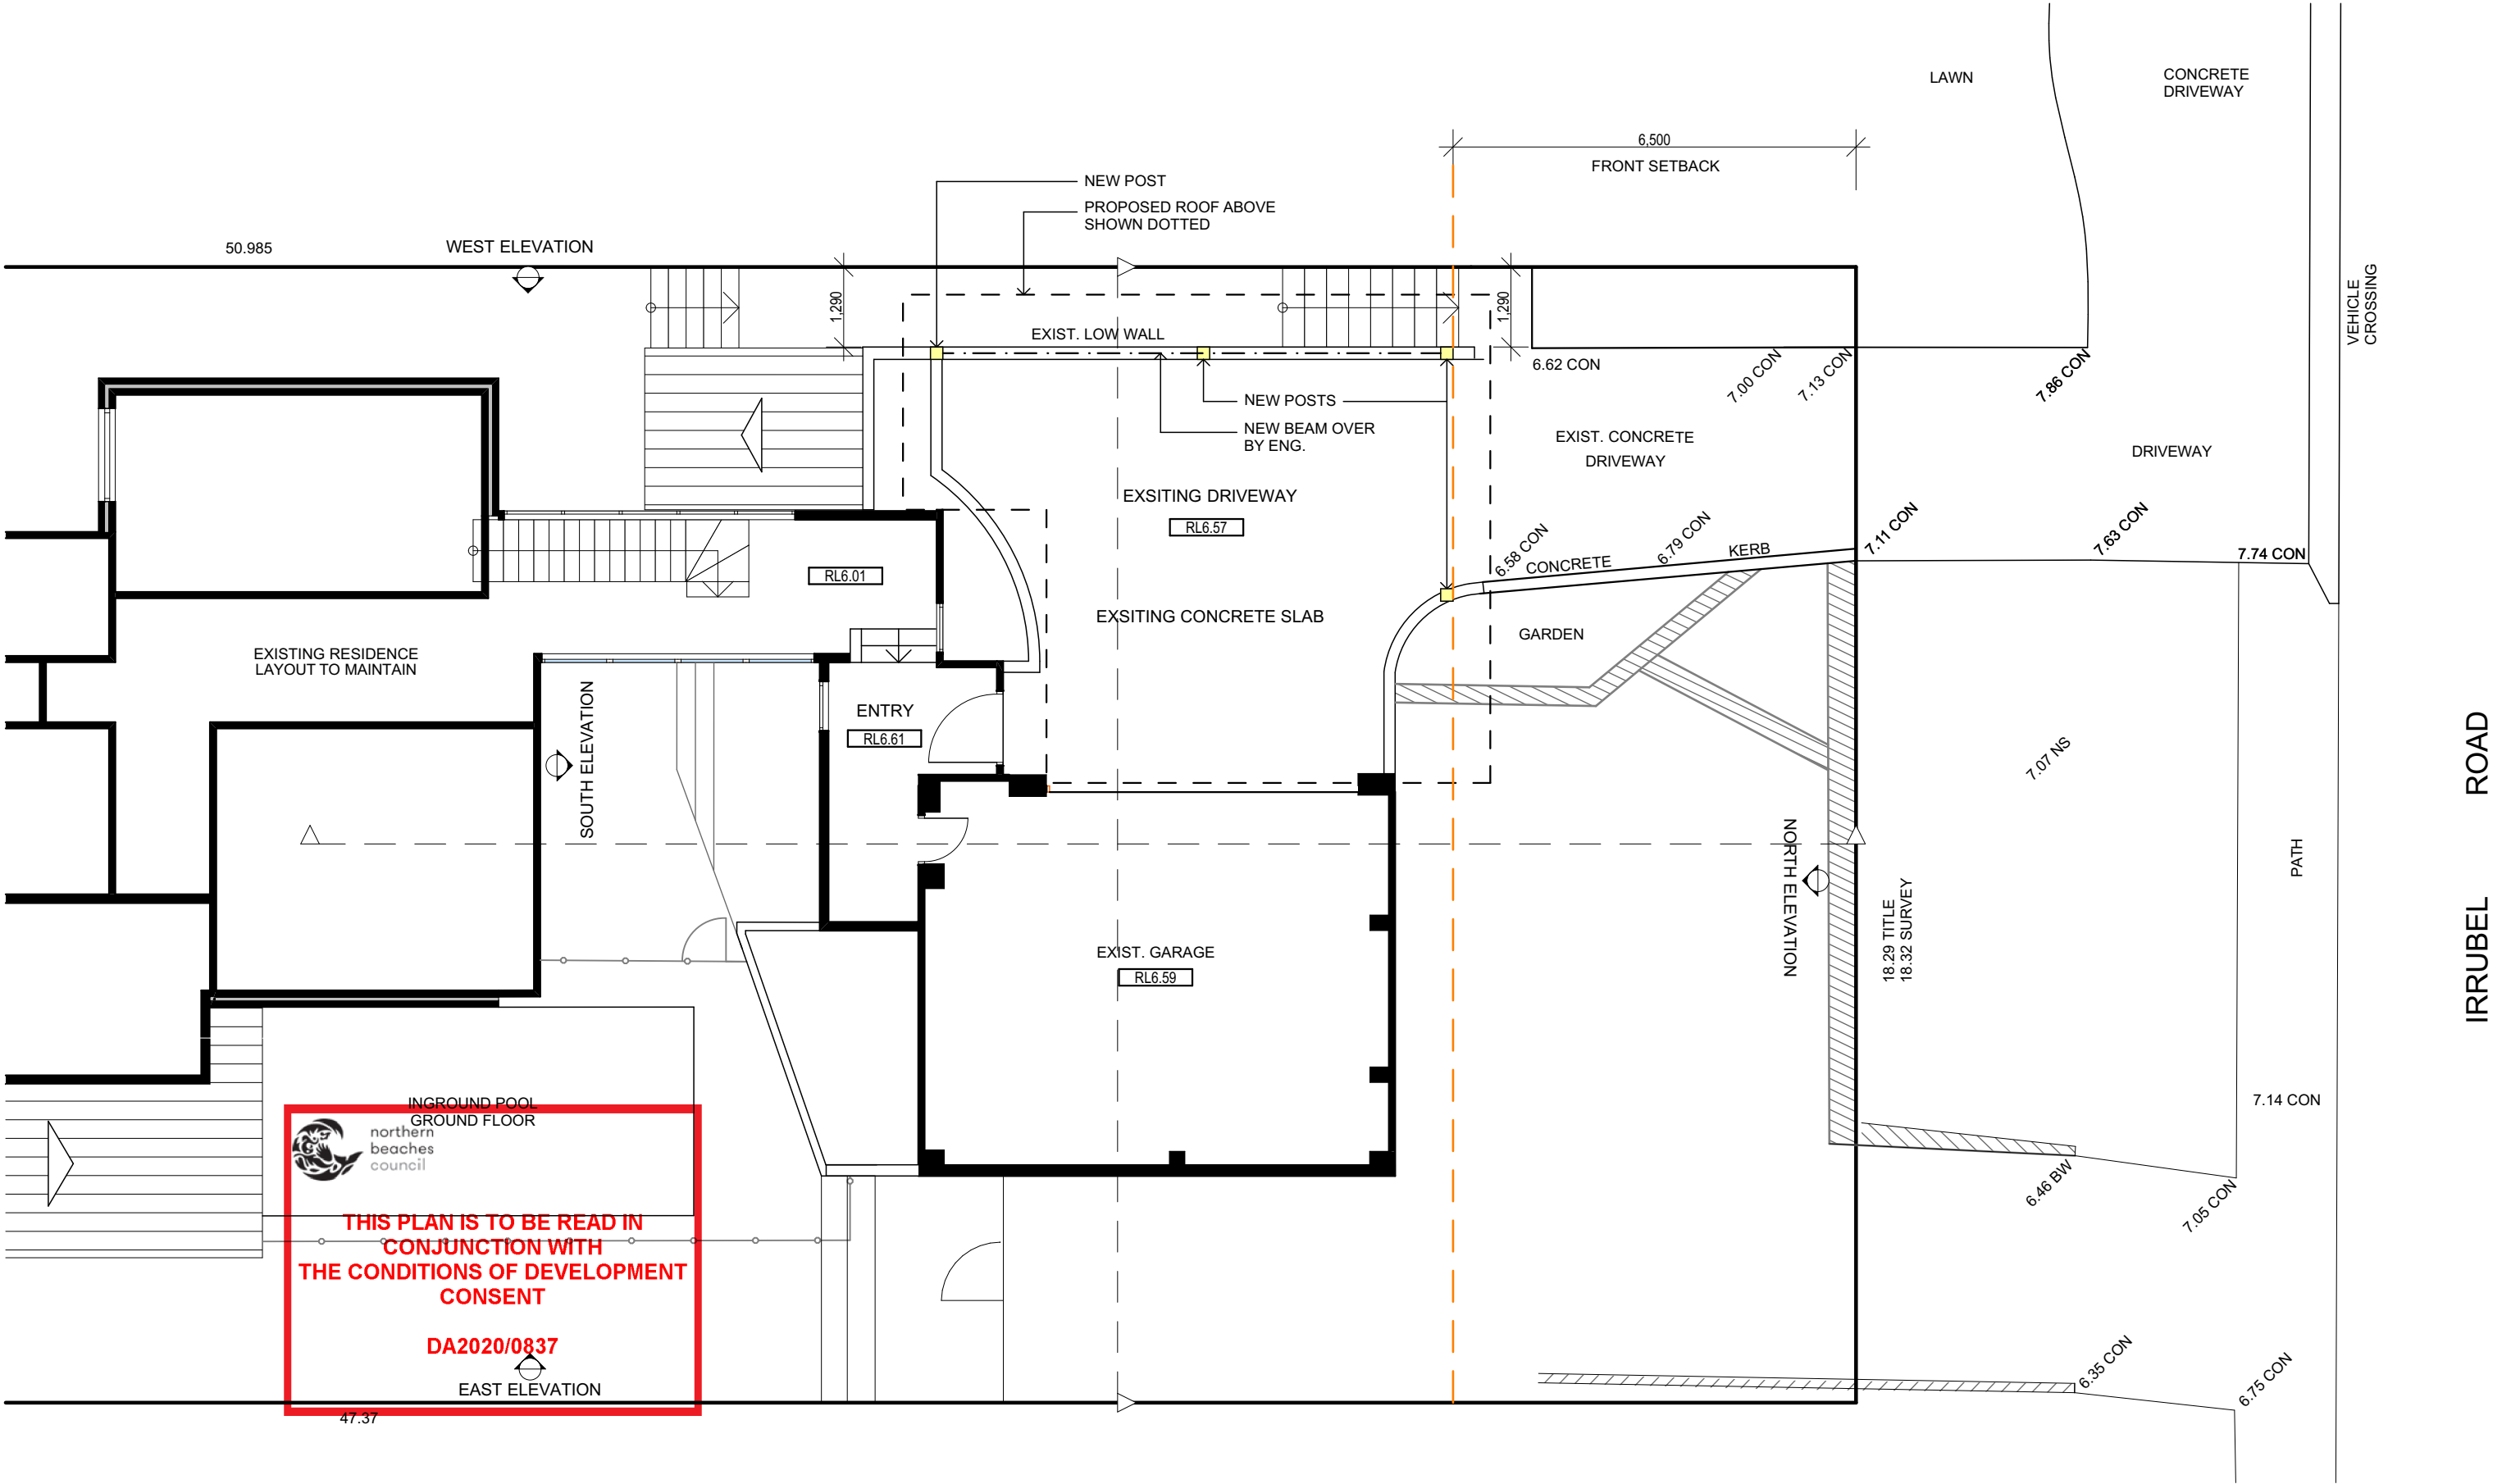 LAWN
CONCRETE
DRIVEWAY
6,500
FRONT SETBACK
NEW POST
PROPOSED ROOF ABOVE
SHOWN DOTTED
50.985
WEST ELEVATION
VEHICLE
CROSSING
1,290
1,290
EXIST. LOW WALL
6.62 CON
7.00 CON
7.13 CON
7.86 CON
NEW POSTS
NEW BEAM OVER
BY ENG.
EXIST. CONCRETE
DRIVEWAY
DRIVEWAY
EXSITING DRIVEWAY
RL6.57
6.58 CON
6.79 CON
7.11 CON
7.63 CON
7.74 CON
CONCRETE
KERB
RL6.01
EXSITING CONCRETE SLAB
GARDEN
EXISTING RESIDENCE
LAYOUT TO MAINTAIN
SOUTH ELEVATION
ENTRY
RL6.61
7.07 NS
IRRUBEL ROAD
NORTH ELEVATION
PATH
18.29 TITLE
18.32 SURVEY
EXIST. GARAGE
RL6.59
INGROUND POOL
GROUND FLOOR
northern
beaches
council
7.14 CON
6.46 BW
7.05 CON
THIS PLAN IS TO BE READ IN
CONJUNCTION WITH
THE CONDITIONS OF DEVELOPMENT
CONSENT
DA2020/0837
EAST ELEVATION
47.37
6.35 CON
6.75 CON